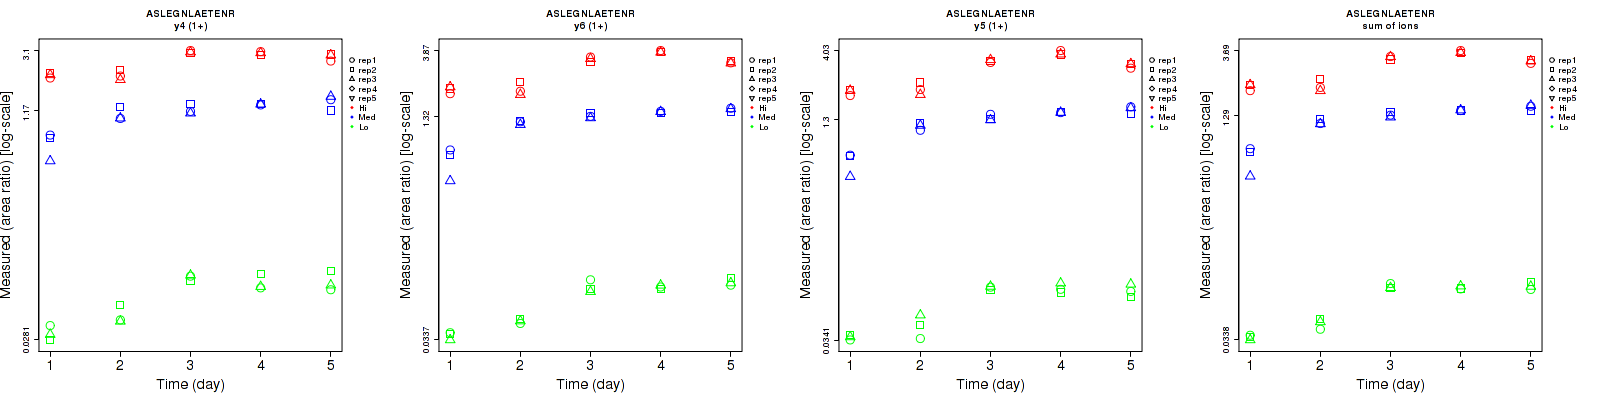 ASLEGNLAETENR
y4 (1+)
Measured (area ratio) [log-scale]
3.1
1.17
0.0281
1 2 3 4 5
Time (day)
rep1
rep2
rep3
rep4
rep5
Hi
Med
Lo
ASLEGNLAETENR
y6 (1+)
Measured (area ratio) [log-scale]
3.87
1.32
0.0337
1 2 3 4 5
Time (day)
rep1
rep2
rep3
rep4
rep5
Hi
Med
Lo
ASLEGNLAETENR
y5 (1+)
Measured (area ratio) [log-scale]
4.03
1.3
0.0341
1 2 3 4 5
Time (day)
rep1
rep2
rep3
rep4
rep5
Hi
Med
Lo
ASLEGNLAETENR
sum of ions
Measured (area ratio) [log-scale]
3.69
1.29
0.0338
1 2 3 4 5
Time (day)
rep1
rep2
rep3
rep4
rep5
Hi
Med
Lo